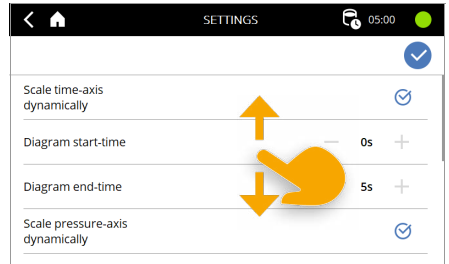 SETTINGS
05:00
Scale time-axis
dynamically
Diagram start-time
0s
Diagram end-time
5s
Scale pressure-axis
dynamically